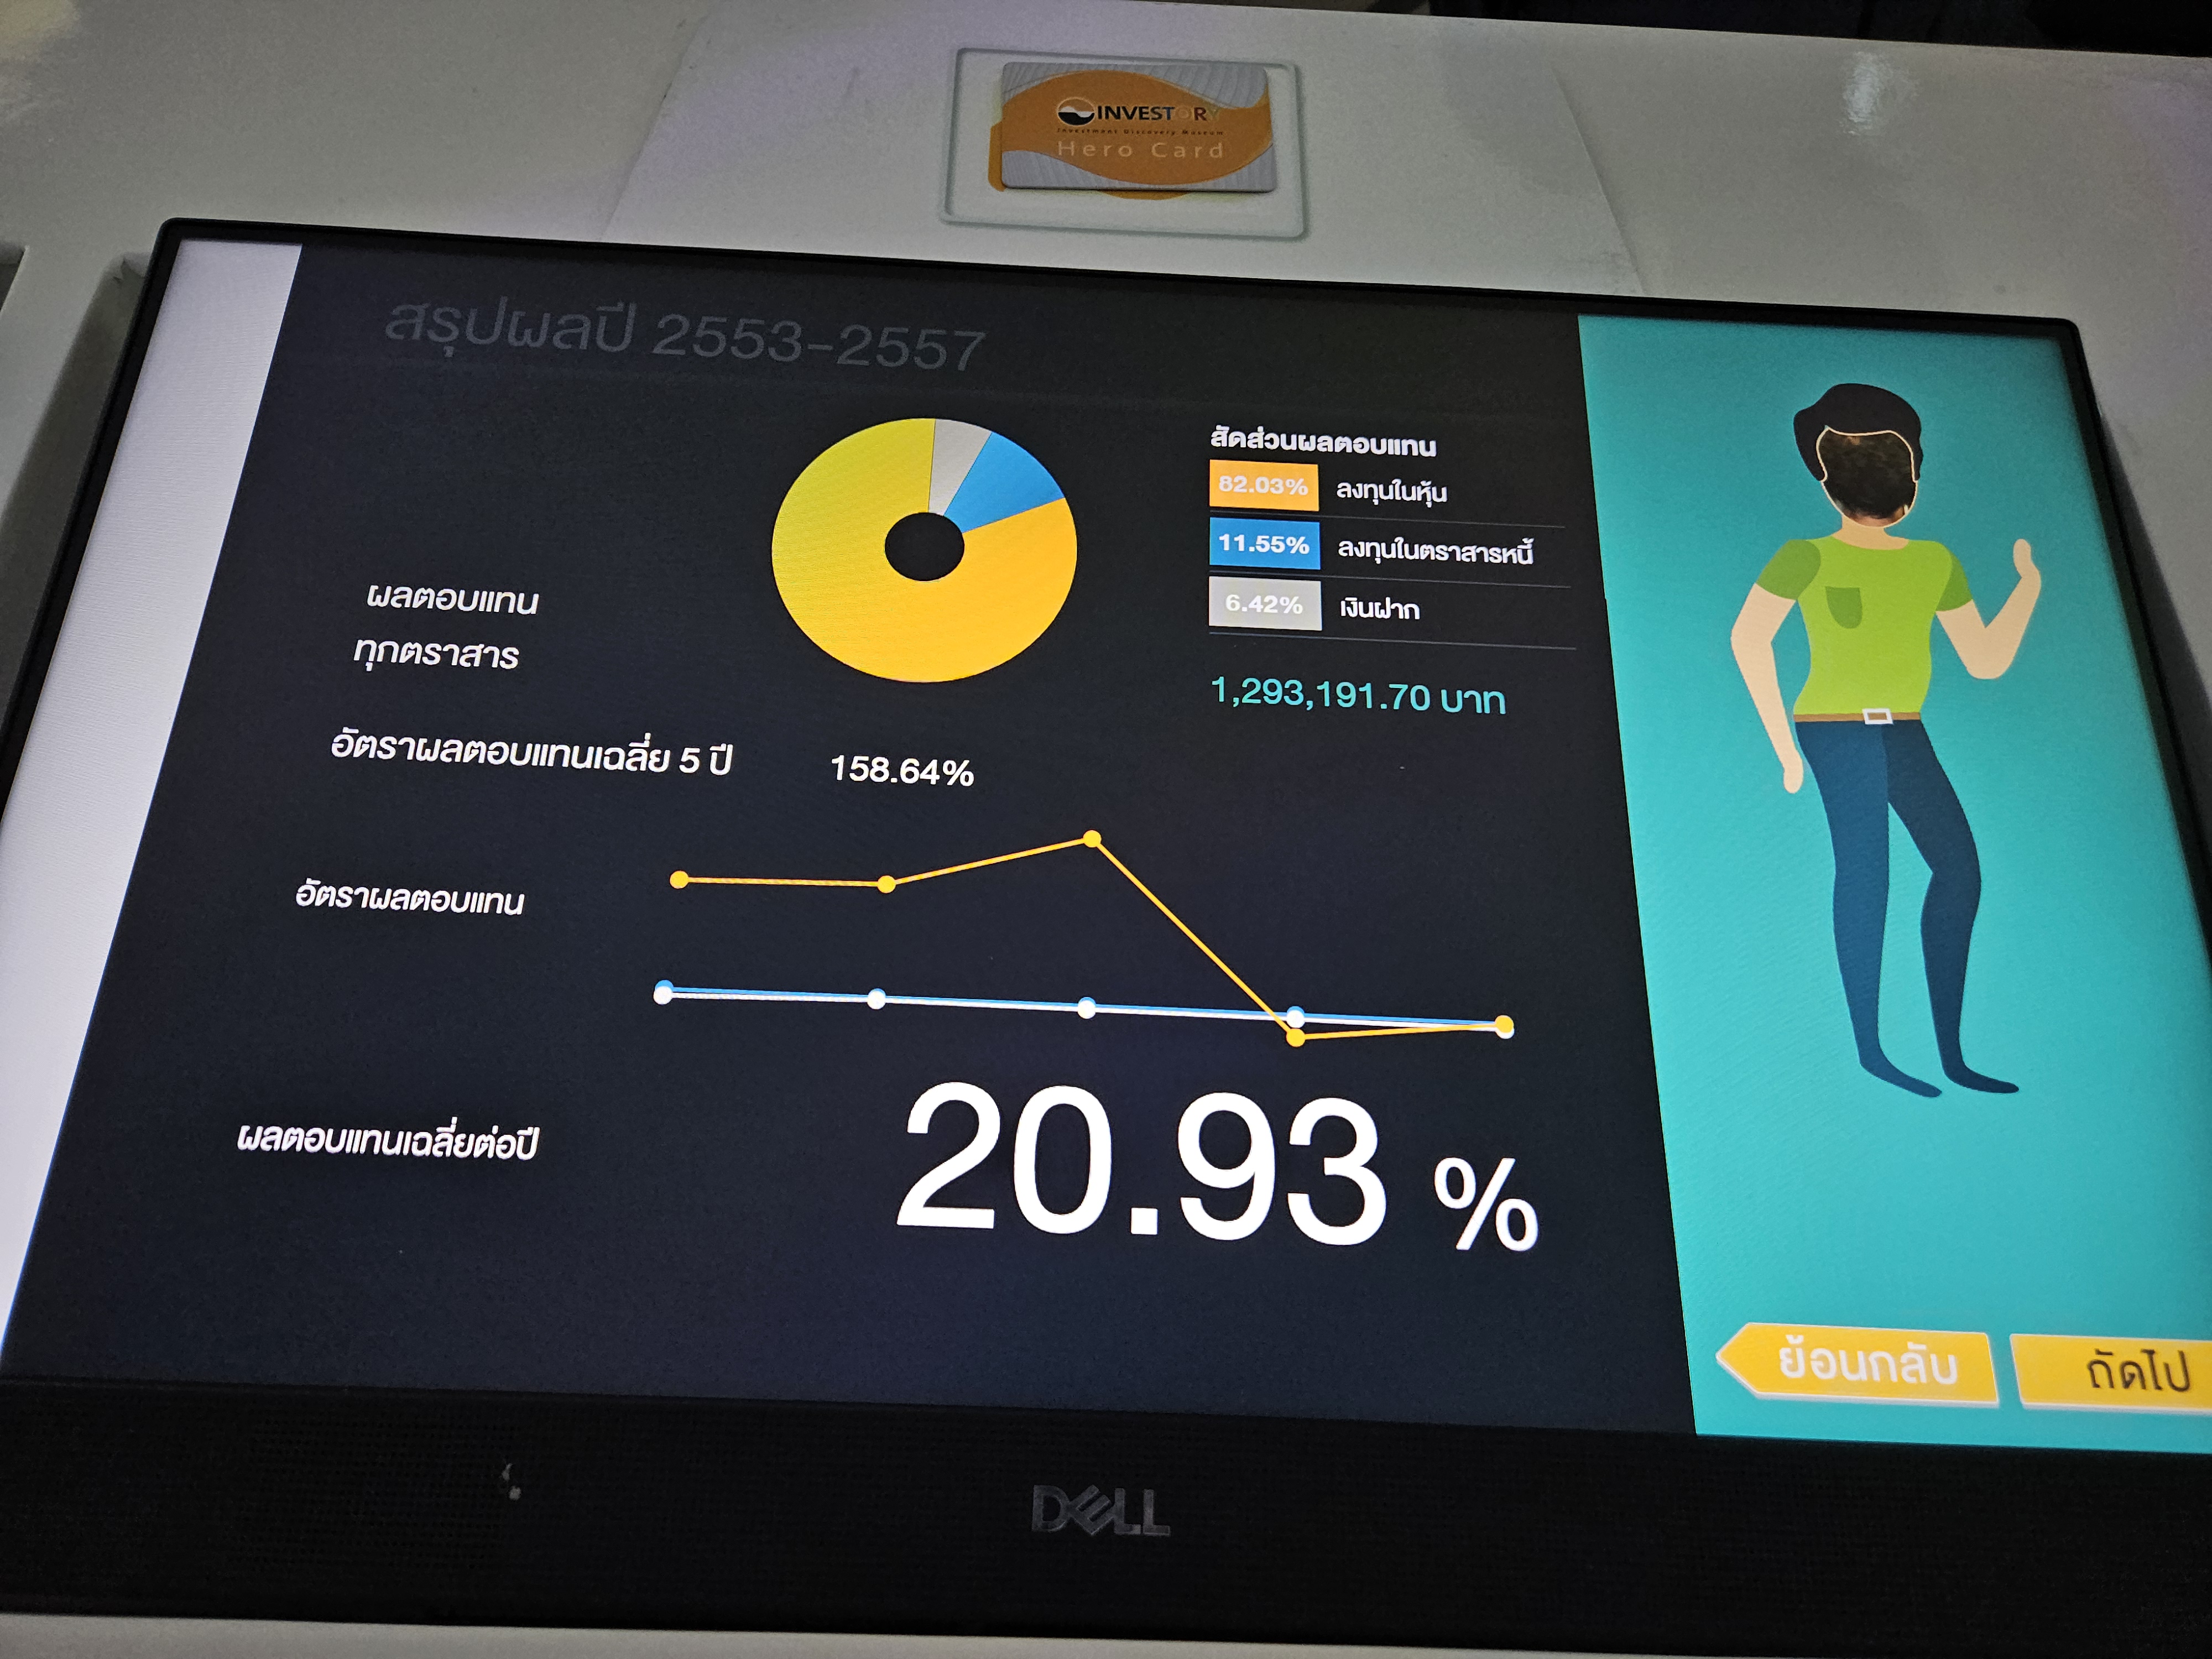 INVESTORY
Investment Discovery Museum
Hero Card
สรุปผลปี 2553-2557
สัดส่วนผลตอบแทน
82.03% ลงทุนในหุ้น
11.55% ลงทุนในตราสารหนี้
6.42% เงินฝาก
ผลตอบแทน
ทุกตราสาร
1,293,191.70 บาท
อัตราผลตอบแทนเฉลี่ย 5 ปี 158.64%
อัตราผลตอบแทน
ผลตอบแทนเฉลี่ยต่อปี 20.93 %
ย้อนกลับ ถัดไป
DELL